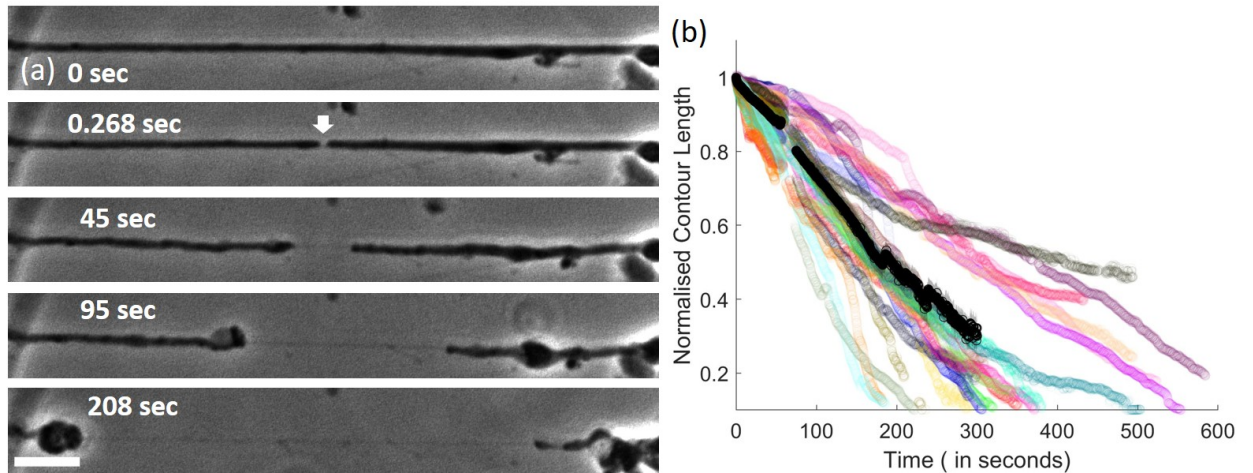 (a)
0 sec
0.268 sec
45 sec
95 sec
208 sec
(b)
Normalised Contour Length
1
0.8
0.6
0.4
0.2
0 100 200 300 400 500 600
Time ( in seconds)